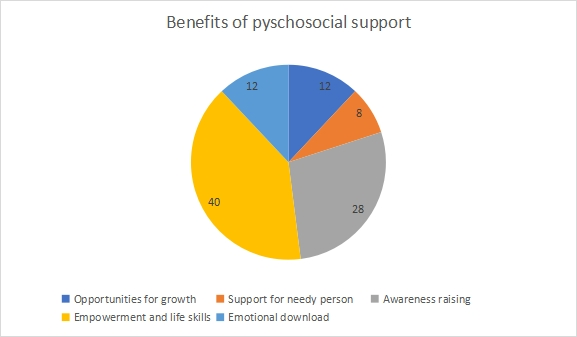 Benefits of pyschosocial support
12
12
8
28
40
Opportunities for growth Support for needy person Awareness raising
Empowerment and life skills Emotional download